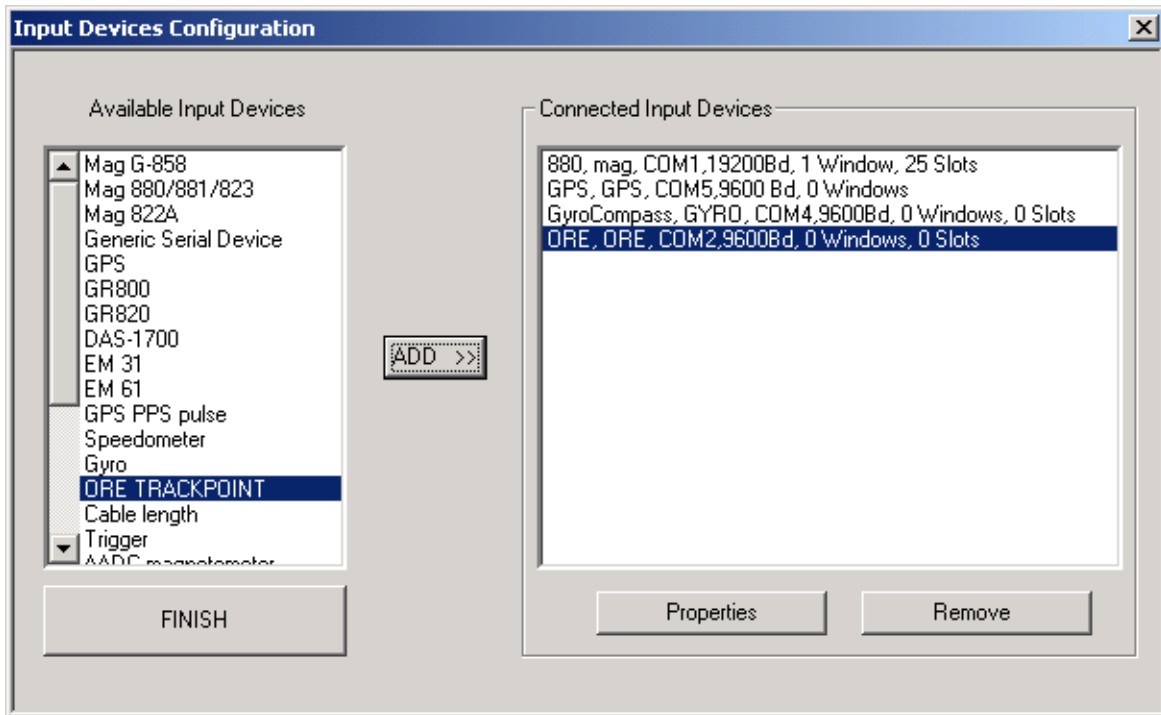 Input Devices Configuration
Available Input Devices
Mag G-858
Mag 880/881/823
Mag 822A
Generic Serial Device
GPS
GR800
GR820
DAS-1700
EM 31
EM 61
GPS PPS pulse
Speedometer
Gyro
ORE TRACKPOINT
Cable length
Trigger
AADC magnetometer
FINISH
ADD >>
Connected Input Devices
880, mag, COM1,19200Bd, 1 Window, 25 Slots
GPS, GPS, COM5,9600 Bd, 0 Windows
GyroCompass, GYRO, COM4,9600Bd, 0 Windows, 0 Slots
ORE, ORE, COM2,9600Bd, 0 Windows, 0 Slots
Properties
Remove